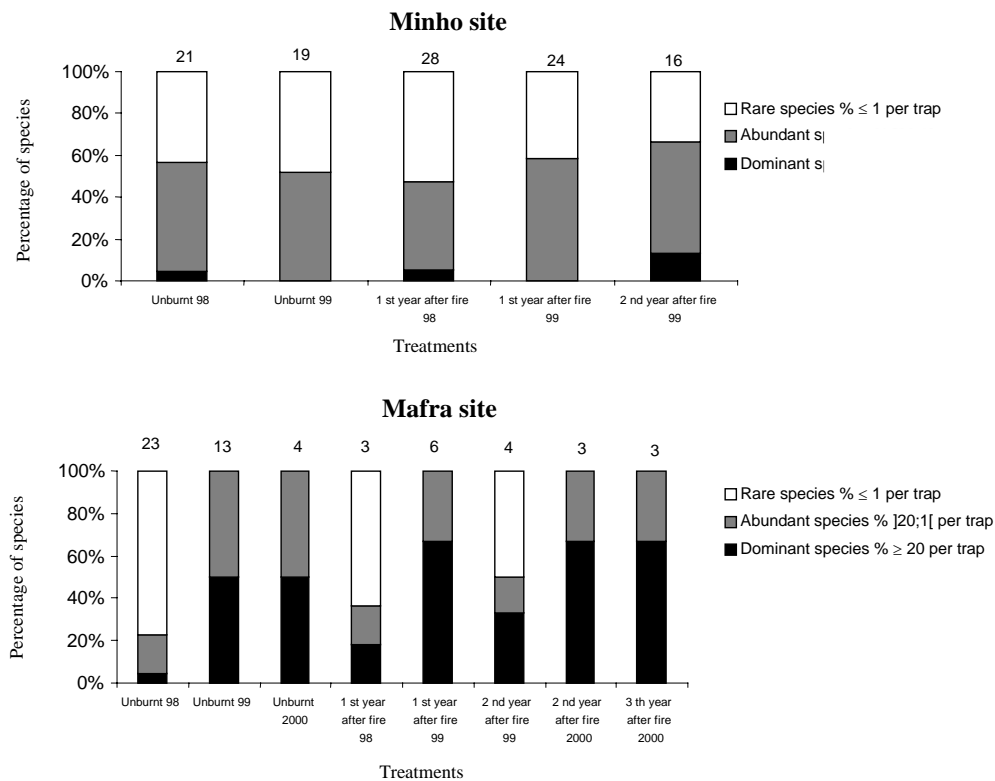 Minho site
21 19 28 24 16
100%
80%
60%
40%
20%
0%
Percentage of species
Unburnt 98
Unburnt 99
1 st year after fire
98
1 st year after fire
99
2 nd year after fire
99
Treatments
Rare species % ≤ 1 per trap
Abundant
Dominant
Mafra site
23 13 4 3 6 4 3 3
100%
80%
60%
40%
20%
0%
Percentage of species
Unburnt 98
Unburnt 99
Unburnt
2000
1 st year
after fire
98
1 st year
after fire
99
2 nd year
after fire
99
2 nd year
after fire
2000
3 th year
after fire
2000
Treatments
Rare species % ≤ 1 per trap
Abundant species % ]20;1[ per trap
Dominant species % ≥ 20 per trap